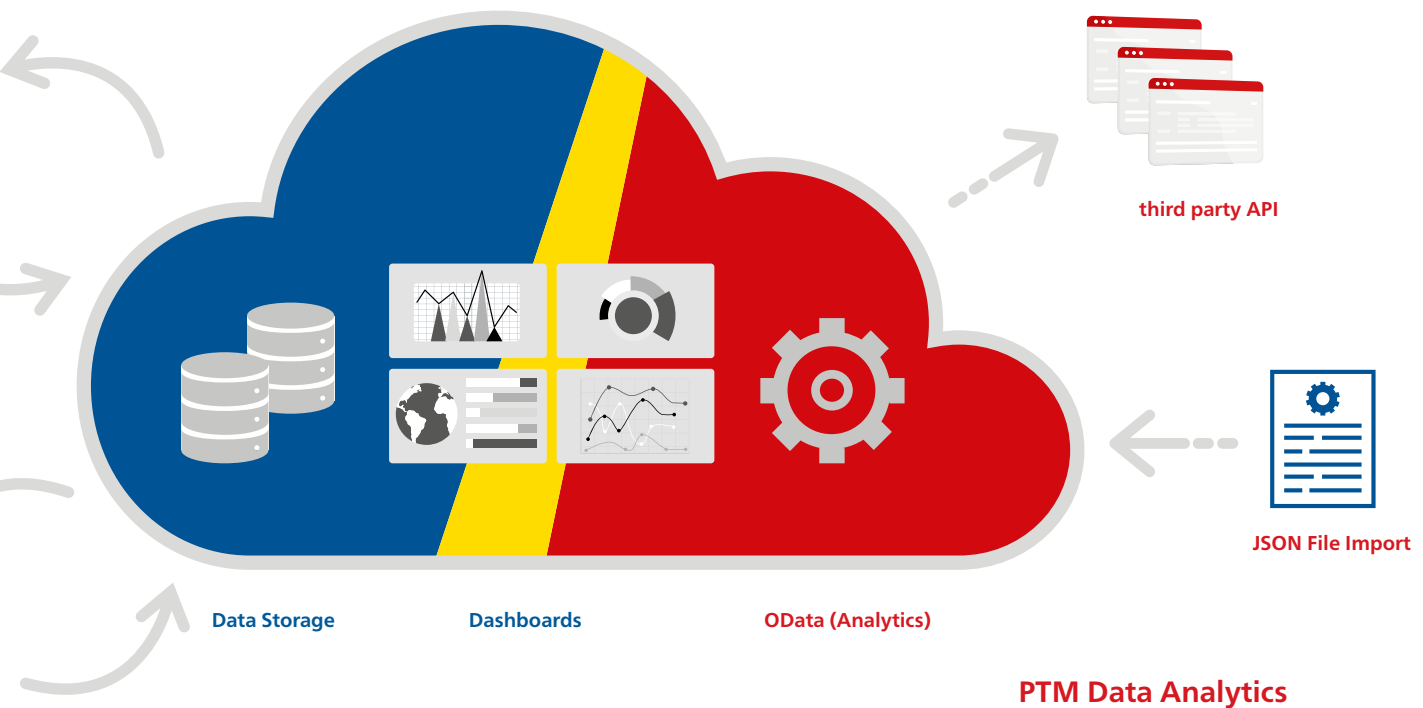 third party API
JSON File Import
Data Storage
Dashboards
OData (Analytics)
PTM Data Analytics